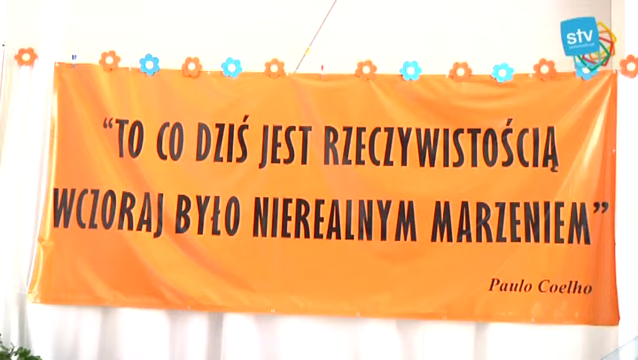 stv
“TO CO DZIŚ JEST RZECZYWISTOŚCIĄ
WCZORAJ BYŁO NIEREALNYM MARZENIEM”
Paulo Coelho